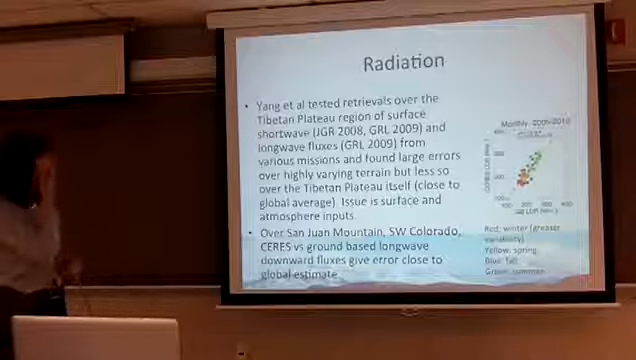 Radiation
• Yang et al tested retrievals over the
Tibetan Plateau region of surface
shortwave (JGR 2008, GRL 2009) and
longwave fluxes (GRL 2009) from
various missions and found large errors
over highly varying terrain but less so
over the Tibetan Plateau itself (close to
global average). Issue is surface and
atmosphere inputs.
• Over San Juan Mountain, SW Colorado,
CERES vs ground based longwave
downward fluxes give error close to
global estimate.
Monthly: 2005-2010
Red: winter (greater
variability)
Yellow: spring
Blue: fall
Green: summer